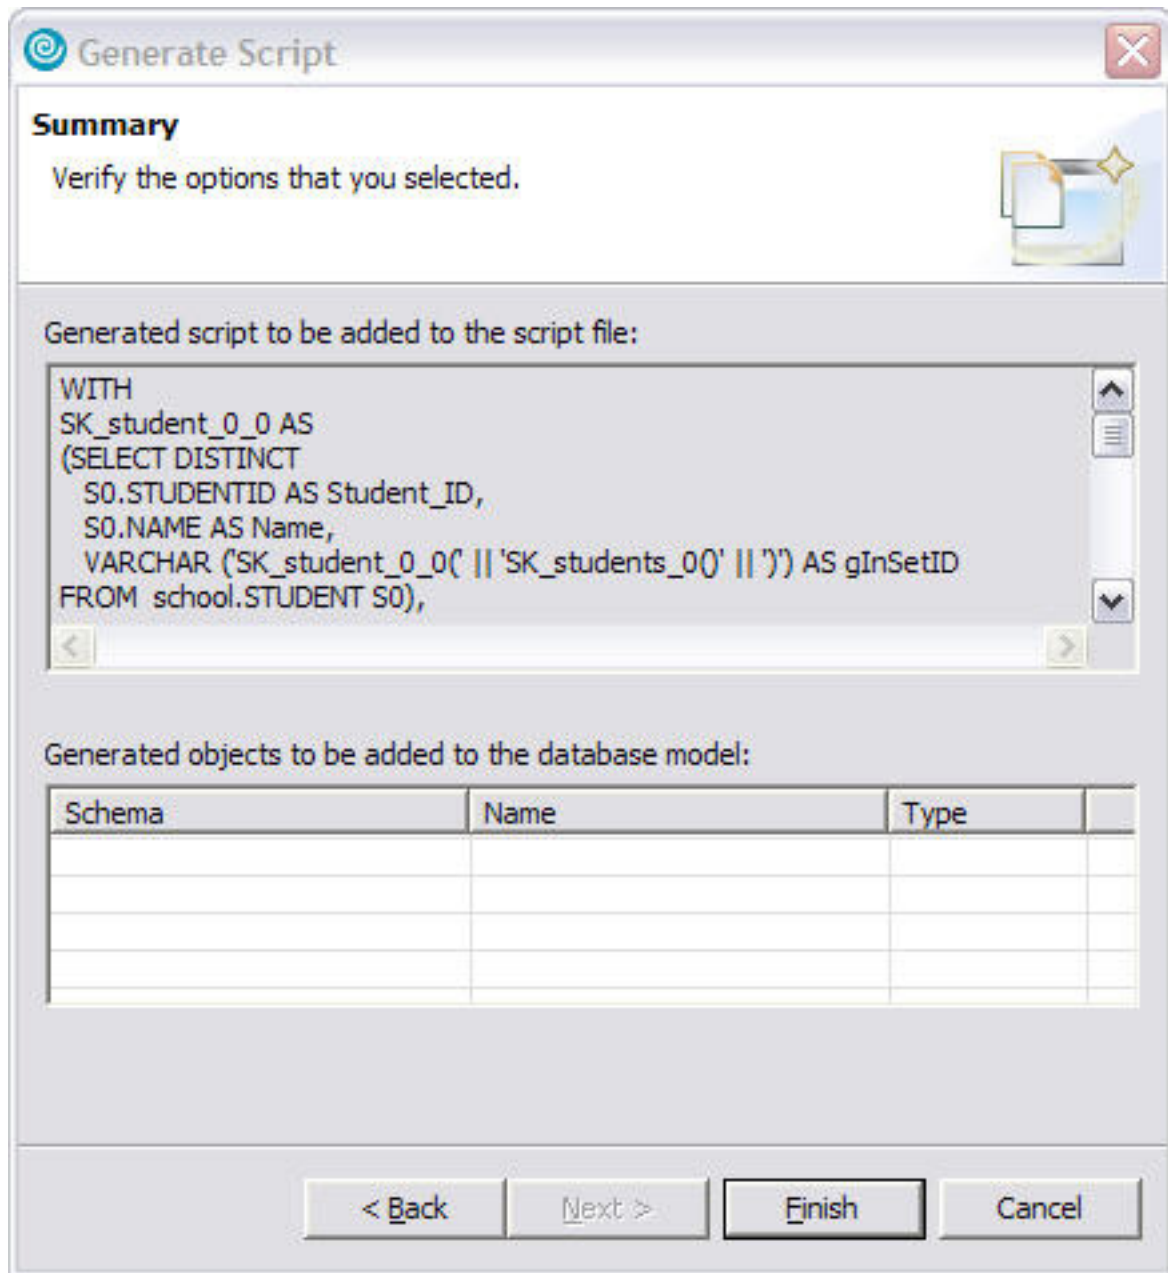 Generate Script
Summary
Verify the options that you selected.
Generated script to be added to the script file:
WITH
SK_student_0_0 AS
(SELECT DISTINCT
S0.STUDENTID AS Student_ID,
S0.NAME AS Name,
VARCHAR ('SK_student_0_0(' || 'SK_students_0()' || ')') AS gInSetID
FROM  school.STUDENT S0),
Generated objects to be added to the database model:
Schema Name Type
< Back Next > Finish Cancel